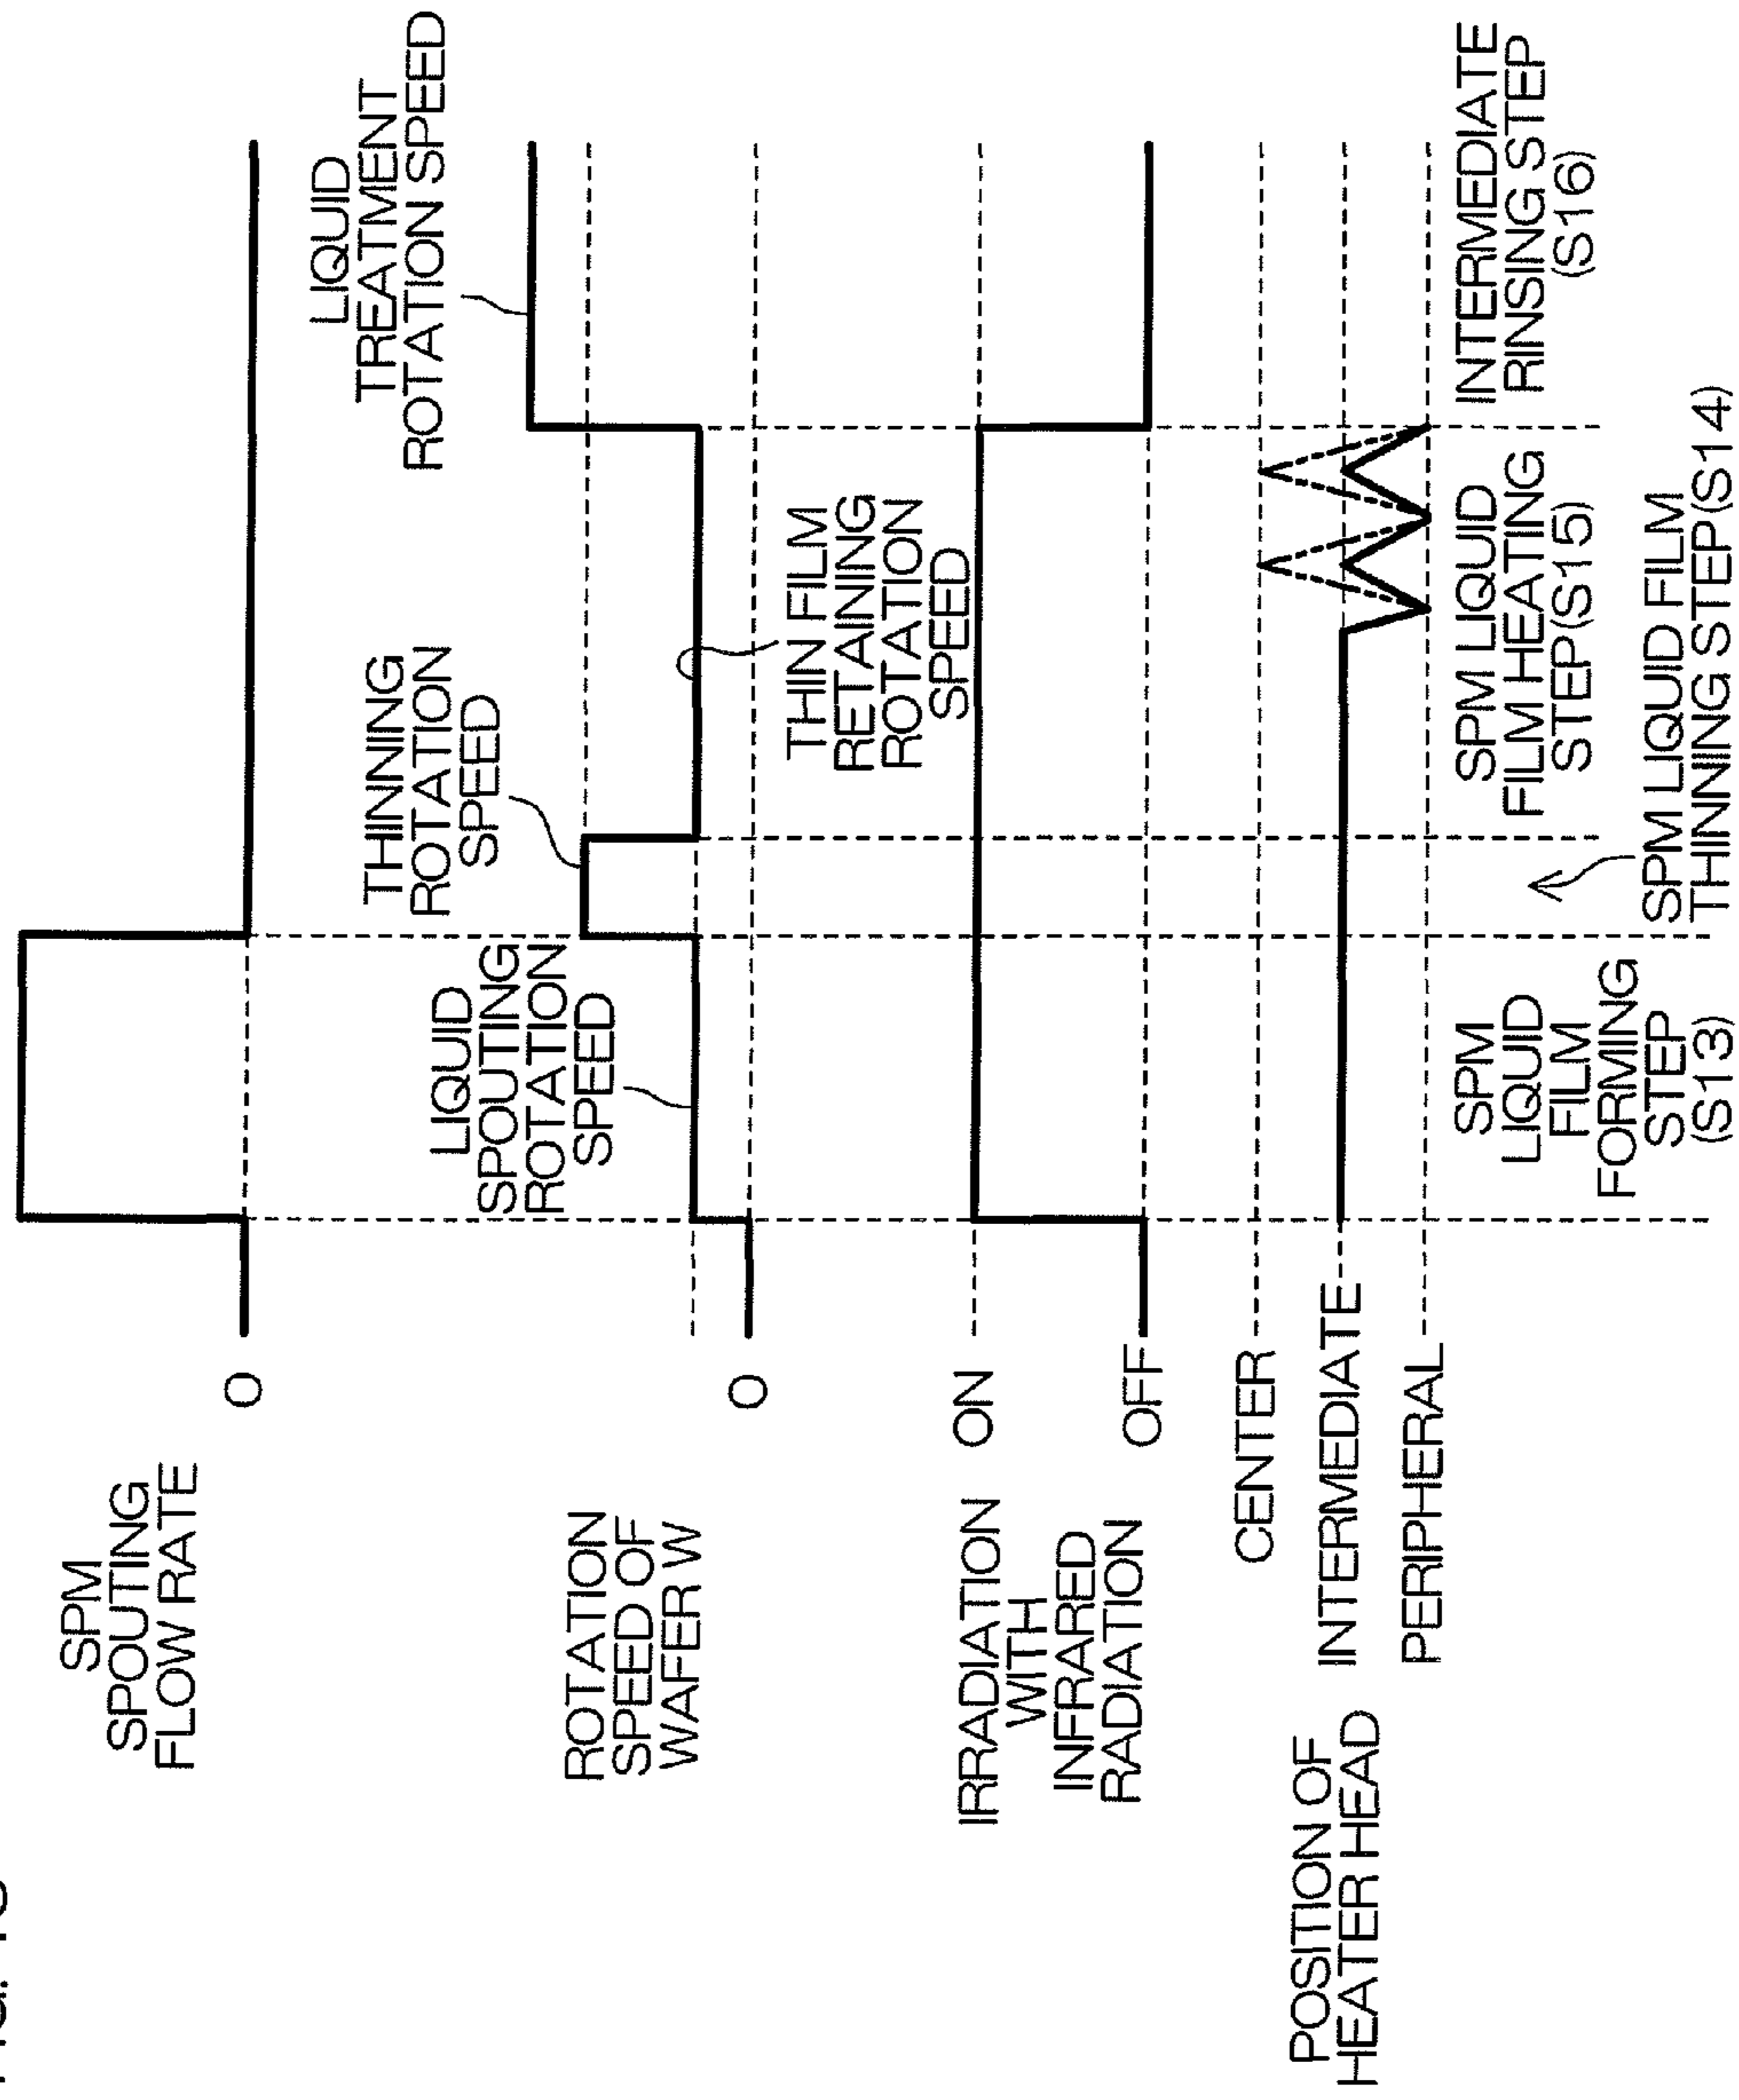 SPM
SPOUTING
FLOW RATE
0
ROTATION
SPEED OF
WAFER W
0
LIQUID
SPOUTING
ROTATION
SPEED
THINNING
ROTATION
SPEED
THIN FILM
RETAINING
ROTATION
SPEED
LIQUID
TREATMENT
ROTATION SPEED
IRRADIATION
WITH
INFRARED
RADIATION
ON
OFF
POSITION OF
HEATER HEAD
CENTER
INTERMEDIATE
PERIPHERAL
SPM
LIQUID
FILM
FORMING
STEP
(S13)
SPM LIQUID FILM
THINNING STEP(S14)
SPM LIQUID
FILM HEATING
STEP(S15)
INTERMEDIATE
RINSING STEP
(S16)